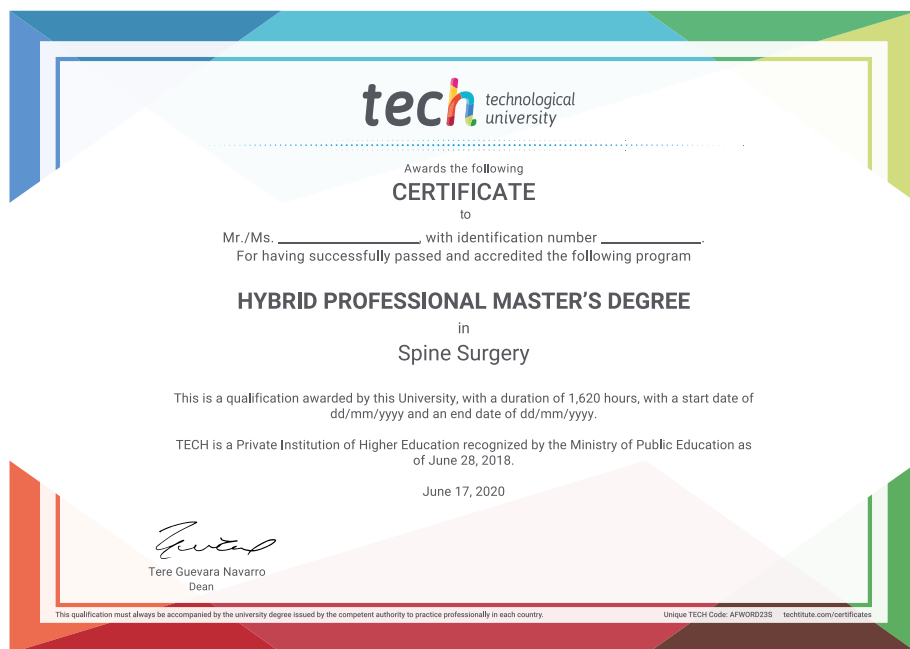 tech technological
university
Awards the following
CERTIFICATE
to
Mr./Ms. ________________, with identification number ____________.
For having successfully passed and accredited the following program
HYBRID PROFESSIONAL MASTER'S DEGREE
in
Spine Surgery
This is a qualification awarded by this University, with a duration of 1,620 hours, with a start date of
dd/mm/yyyy and an end date of dd/mm/yyyy.
TECH is a Private Institution of Higher Education recognized by the Ministry of Public Education as
of June 28, 2018.
June 17, 2020
Tere Guevara Navarro
Dean
This qualification must always be accompanied by the university degree issued by the competent authority to practice professionally in each country. Unique TECH Code: AFWORD23S techtitute.com/certificates